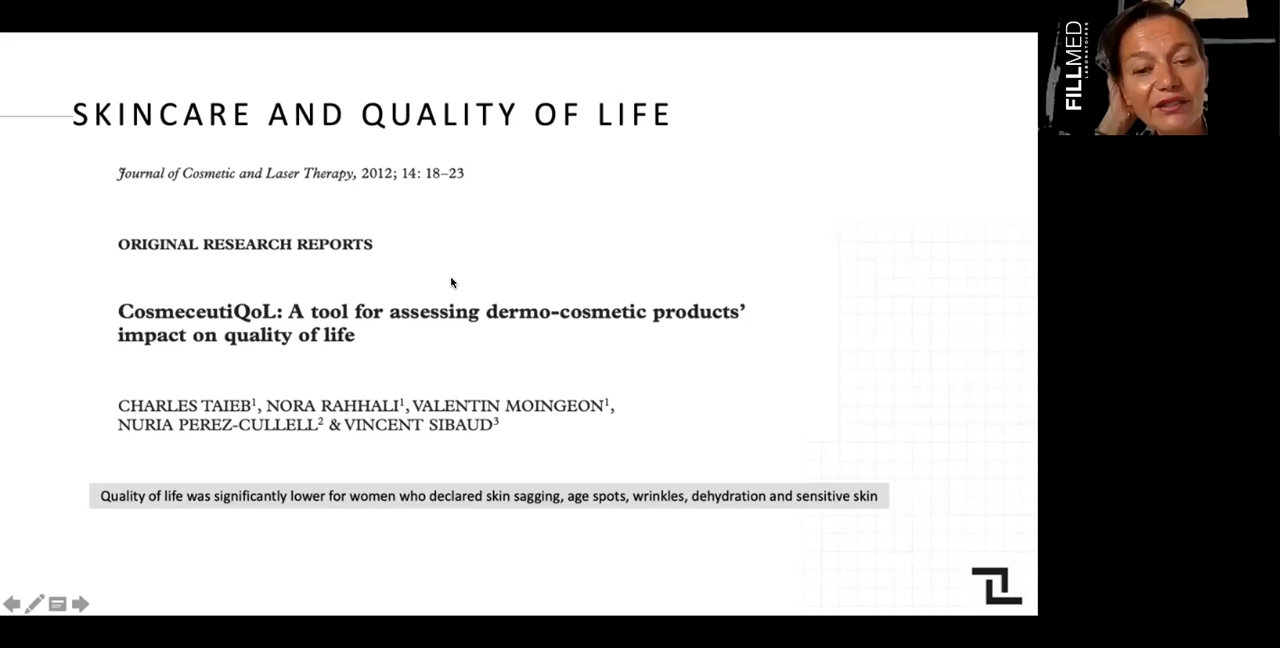 SKINCARE AND QUALITY OF LIFE
Journal of Cosmetic and Laser Therapy, 2012; 14: 18–23
ORIGINAL RESEARCH REPORTS
CosmeceutiQoL: A tool for assessing dermo-cosmetic products’
impact on quality of life
CHARLES TAIEB¹, NORA RAHHALI¹, VALENTIN MOINGEON¹,
NURIA PEREZ-CULLELL² & VINCENT SIBAUD³
Quality of life was significantly lower for women who declared skin sagging, age spots, wrinkles, dehydration and sensitive skin
FILLMED
LABORATOIRES